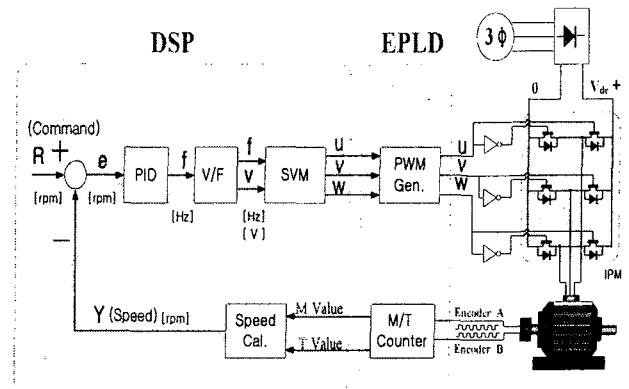 DSP
EPLD
3ϕ
0
Vdc +
(Command)
R +
e
f
f
u
u
PID
V/F
V
SVM
V
PWM
Gen.
V
W
W
[rpm]
[rpm]
[Hz]
[Hz]
(V)
−
IPM
Y (Speed) [rpm]
Speed
Cal.
M Value
T Value
M/T
Counter
Encoder A
Encoder B